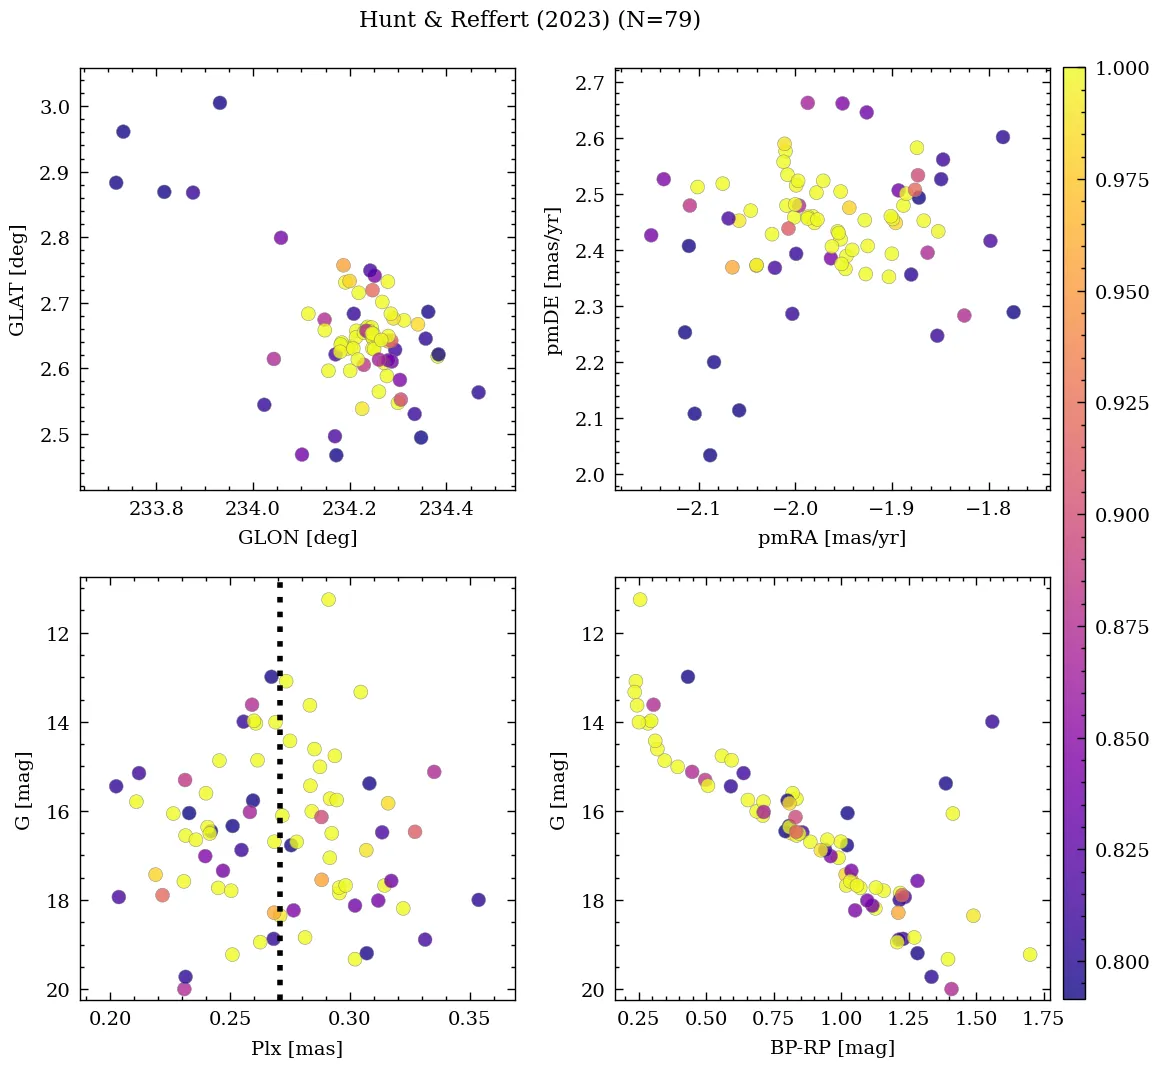 Hunt & Reffert (2023) (N=79)
3.0
2.9
2.8
2.7
2.6
2.5
GLAT [deg]
233.8 234.0 234.2 234.4
GLON [deg]
2.7
2.6
2.5
2.4
2.3
2.2
2.1
2.0
pmDE [mas/yr]
−2.1 −2.0 −1.9 −1.8
pmRA [mas/yr]
12
14
16
18
20
G [mag]
0.20 0.25 0.30 0.35
Plx [mas]
12
14
16
18
20
G [mag]
0.25 0.50 0.75 1.00 1.25 1.50 1.75
BP-RP [mag]
1.000
0.975
0.950
0.925
0.900
0.875
0.850
0.825
0.800